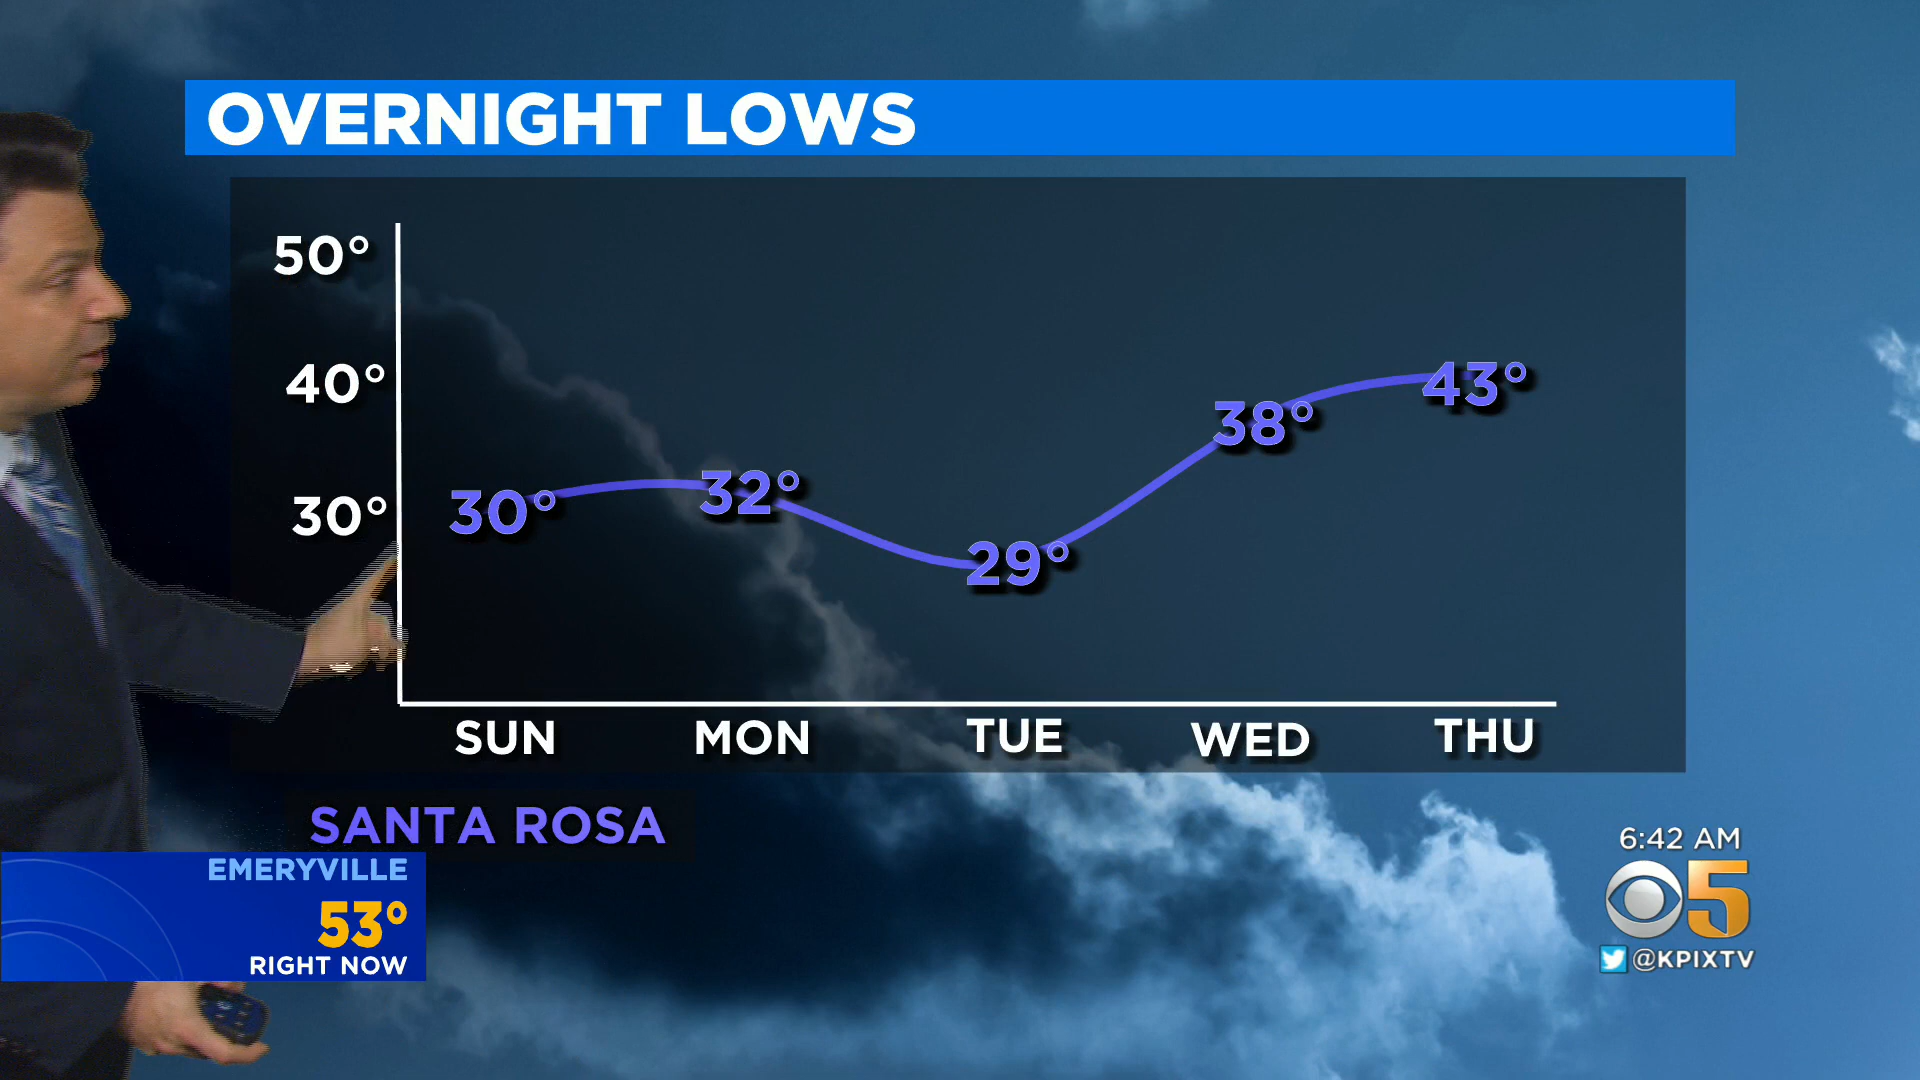 OVERNIGHT LOWS
50°
40°
30°
30° 32° 29° 38° 43°
SUN MON TUE WED THU
SANTA ROSA
EMERYVILLE
53°
RIGHT NOW
6:42 AM
5
@KPIXTV